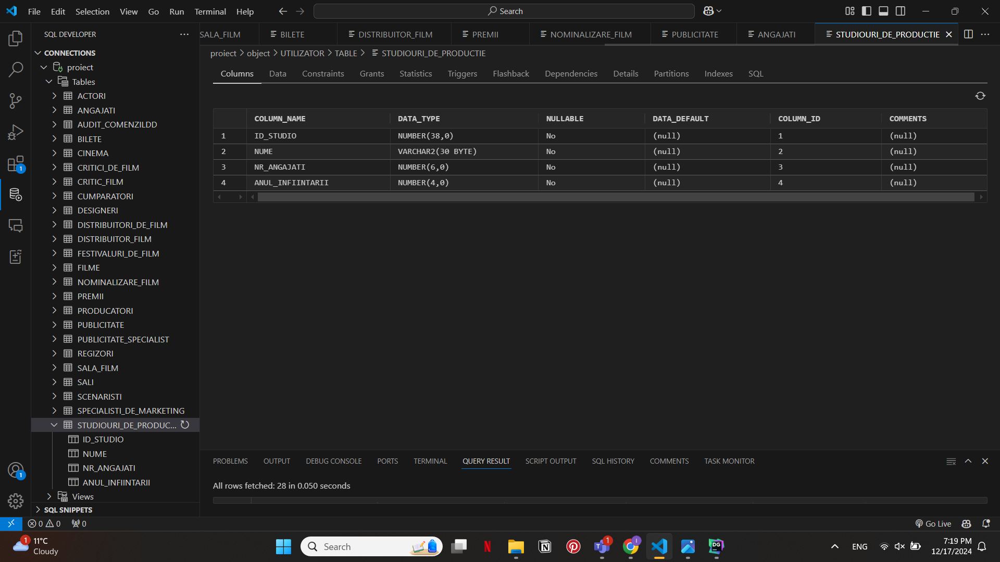 File Edit Selection View Go Run Terminal Help
Search
SQL DEVELOPER
SALA_FILM BILETE DISTRIBUITOR_FILM PREMII NOMINALIZARE_FILM PUBLICITATE ANGAJATI STUDIOURI_DE_PRODUCTIE
CONNECTIONS
proiect
Tables
ACTORI
ANGAJATI
AUDIT_COMENZILDD
BILETE
CINEMA
CRITICI_DE_FILM
CRITIC_FILM
CUMPARATORI
DESIGNERI
DISTRIBUITORI_DE_FILM
DISTRIBUITOR_FILM
FESTIVALURI_DE_FILM
FILME
NOMINALIZARE_FILM
PREMII
PRODUCATORI
PUBLICITATE
PUBLICITATE_SPECIALIST
REGIZORI
SALA_FILM
SALI
SCENARISTI
SPECIALISTI_DE_MARKETING
STUDIOURI_DE_PRODUC...
ID_STUDIO
NUME
NR_ANGAJATI
ANUL_INFIINTARII
Views
SQL SNIPPETS
1
1
proiect > object > UTILIZATOR > TABLE > STUDIOURI_DE_PRODUCTIE
Columns Data Constraints Grants Statistics Triggers Flashback Dependencies Details Partitions Indexes SQL
COLUMN_NAME DATA_TYPE NULLABLE DATA_DEFAULT COLUMN_ID COMMENTS
1 ID_STUDIO NUMBER(38,0) No (null) 1 (null)
2 NUME VARCHAR2(30 BYTE) No (null) 2 (null)
3 NR_ANGAJATI NUMBER(6,0) No (null) 3 (null)
4 ANUL_INFIINTARII NUMBER(4,0) No (null) 4 (null)
PROBLEMS OUTPUT DEBUG CONSOLE PORTS TERMINAL QUERY RESULT SCRIPT OUTPUT SQL HISTORY COMMENTS TASK MONITOR
All rows fetched: 28 in 0.050 seconds
0 0 0 Go Live
1 11°C
Cloudy
Search
N
N
T 1
I
DG
ENG
7:19 PM
12/17/2024